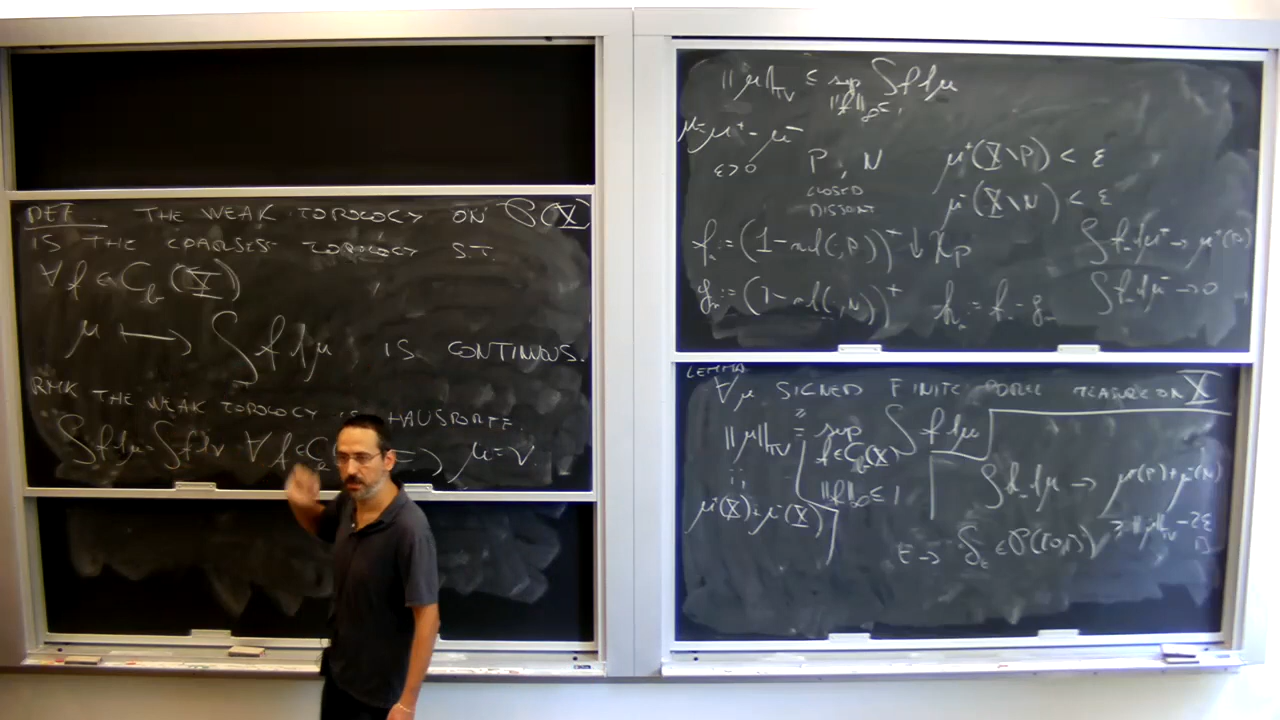 DEF. THE WEAK TOPOLOGY ON P(X)
IS THE COARSEST TOPOLOGY S.T.
∀ f ∈ C_b(X)
μ ⟼ ∫ f dμ IS CONTINUOUS.
RMK THE WEAK TOPOLOGY IS HAUSDORFF.
∫ f dμ = ∫ f dν ∀ f ∈ C_b ⟹ μ = ν.
‖μ‖_TV ≤ sup_{‖f‖_∞ ≤ 1} ∫ f dμ
μ = μ⁺ - μ⁻
ε > 0 P, N μ⁺(X \ P) < ε
CLOSED
DISJOINT μ⁻(X \ N) < ε
f_n := (1 - n d(·, P))⁺ ↓ χ_P ∫ f_n dμ⁺ → μ⁺(P)
g_n := (1 - n d(·, N))⁺ h_n := f_n - g_n ∫ f_n dμ⁻ → 0
LEMMA
∀ μ SIGNED FINITE BOREL MEASURE ON X
‖μ‖_TV = sup_{f ∈ C_b(X), ‖f‖_∞ ≤ 1} ∫ f dμ
∫ h_n dμ → μ⁺(P) + μ⁻(N)
≥ ‖μ‖_TV - 2ε
μ⁺(X) + μ⁻(X)
t → δ_t ∈ P([0,1])